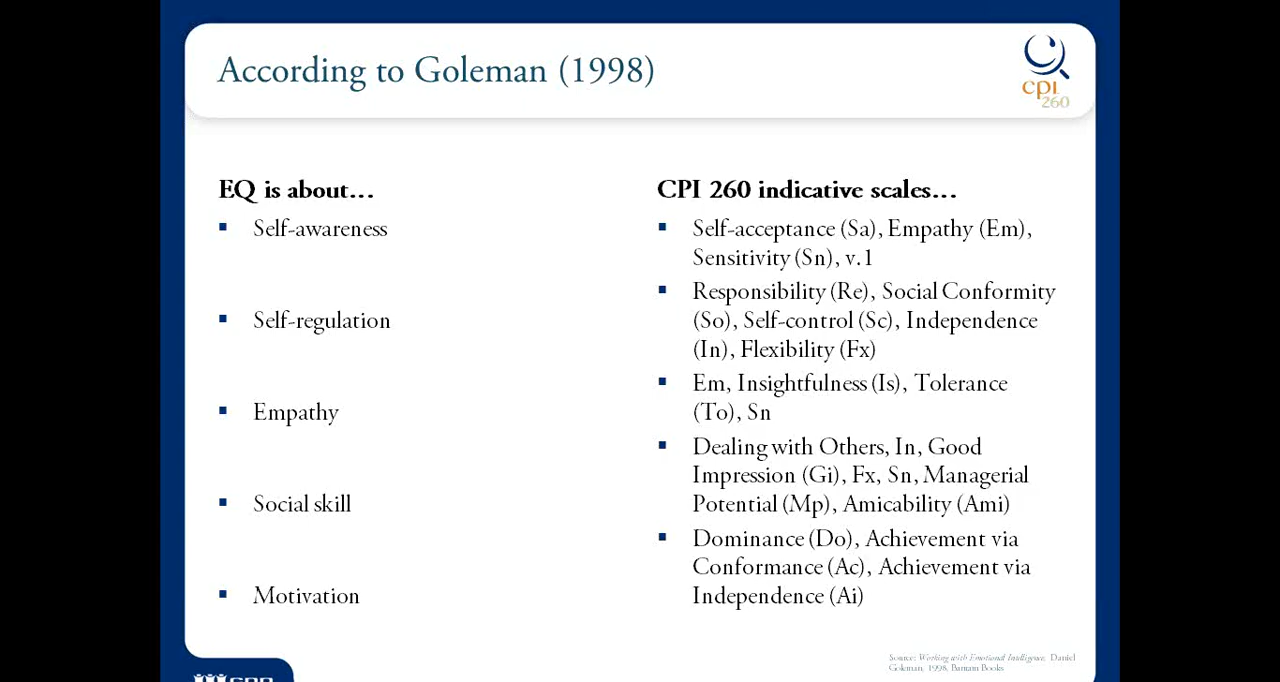 According to Goleman (1998)
cpi
260
EQ is about...
Self-awareness
Self-regulation
Empathy
Social skill
Motivation
CPI 260 indicative scales...
Self-acceptance (Sa), Empathy (Em),
Sensitivity (Sn), v.1
Responsibility (Re), Social Conformity
(So), Self-control (Sc), Independence
(In), Flexibility (Fx)
Em, Insightfulness (Is), Tolerance
(To), Sn
Dealing with Others, In, Good
Impression (Gi), Fx, Sn, Managerial
Potential (Mp), Amicability (Ami)
Dominance (Do), Achievement via
Conformance (Ac), Achievement via
Independence (Ai)
Source: Working with Emotional Intelligence, Daniel
Goleman, 1998, Bantam Books